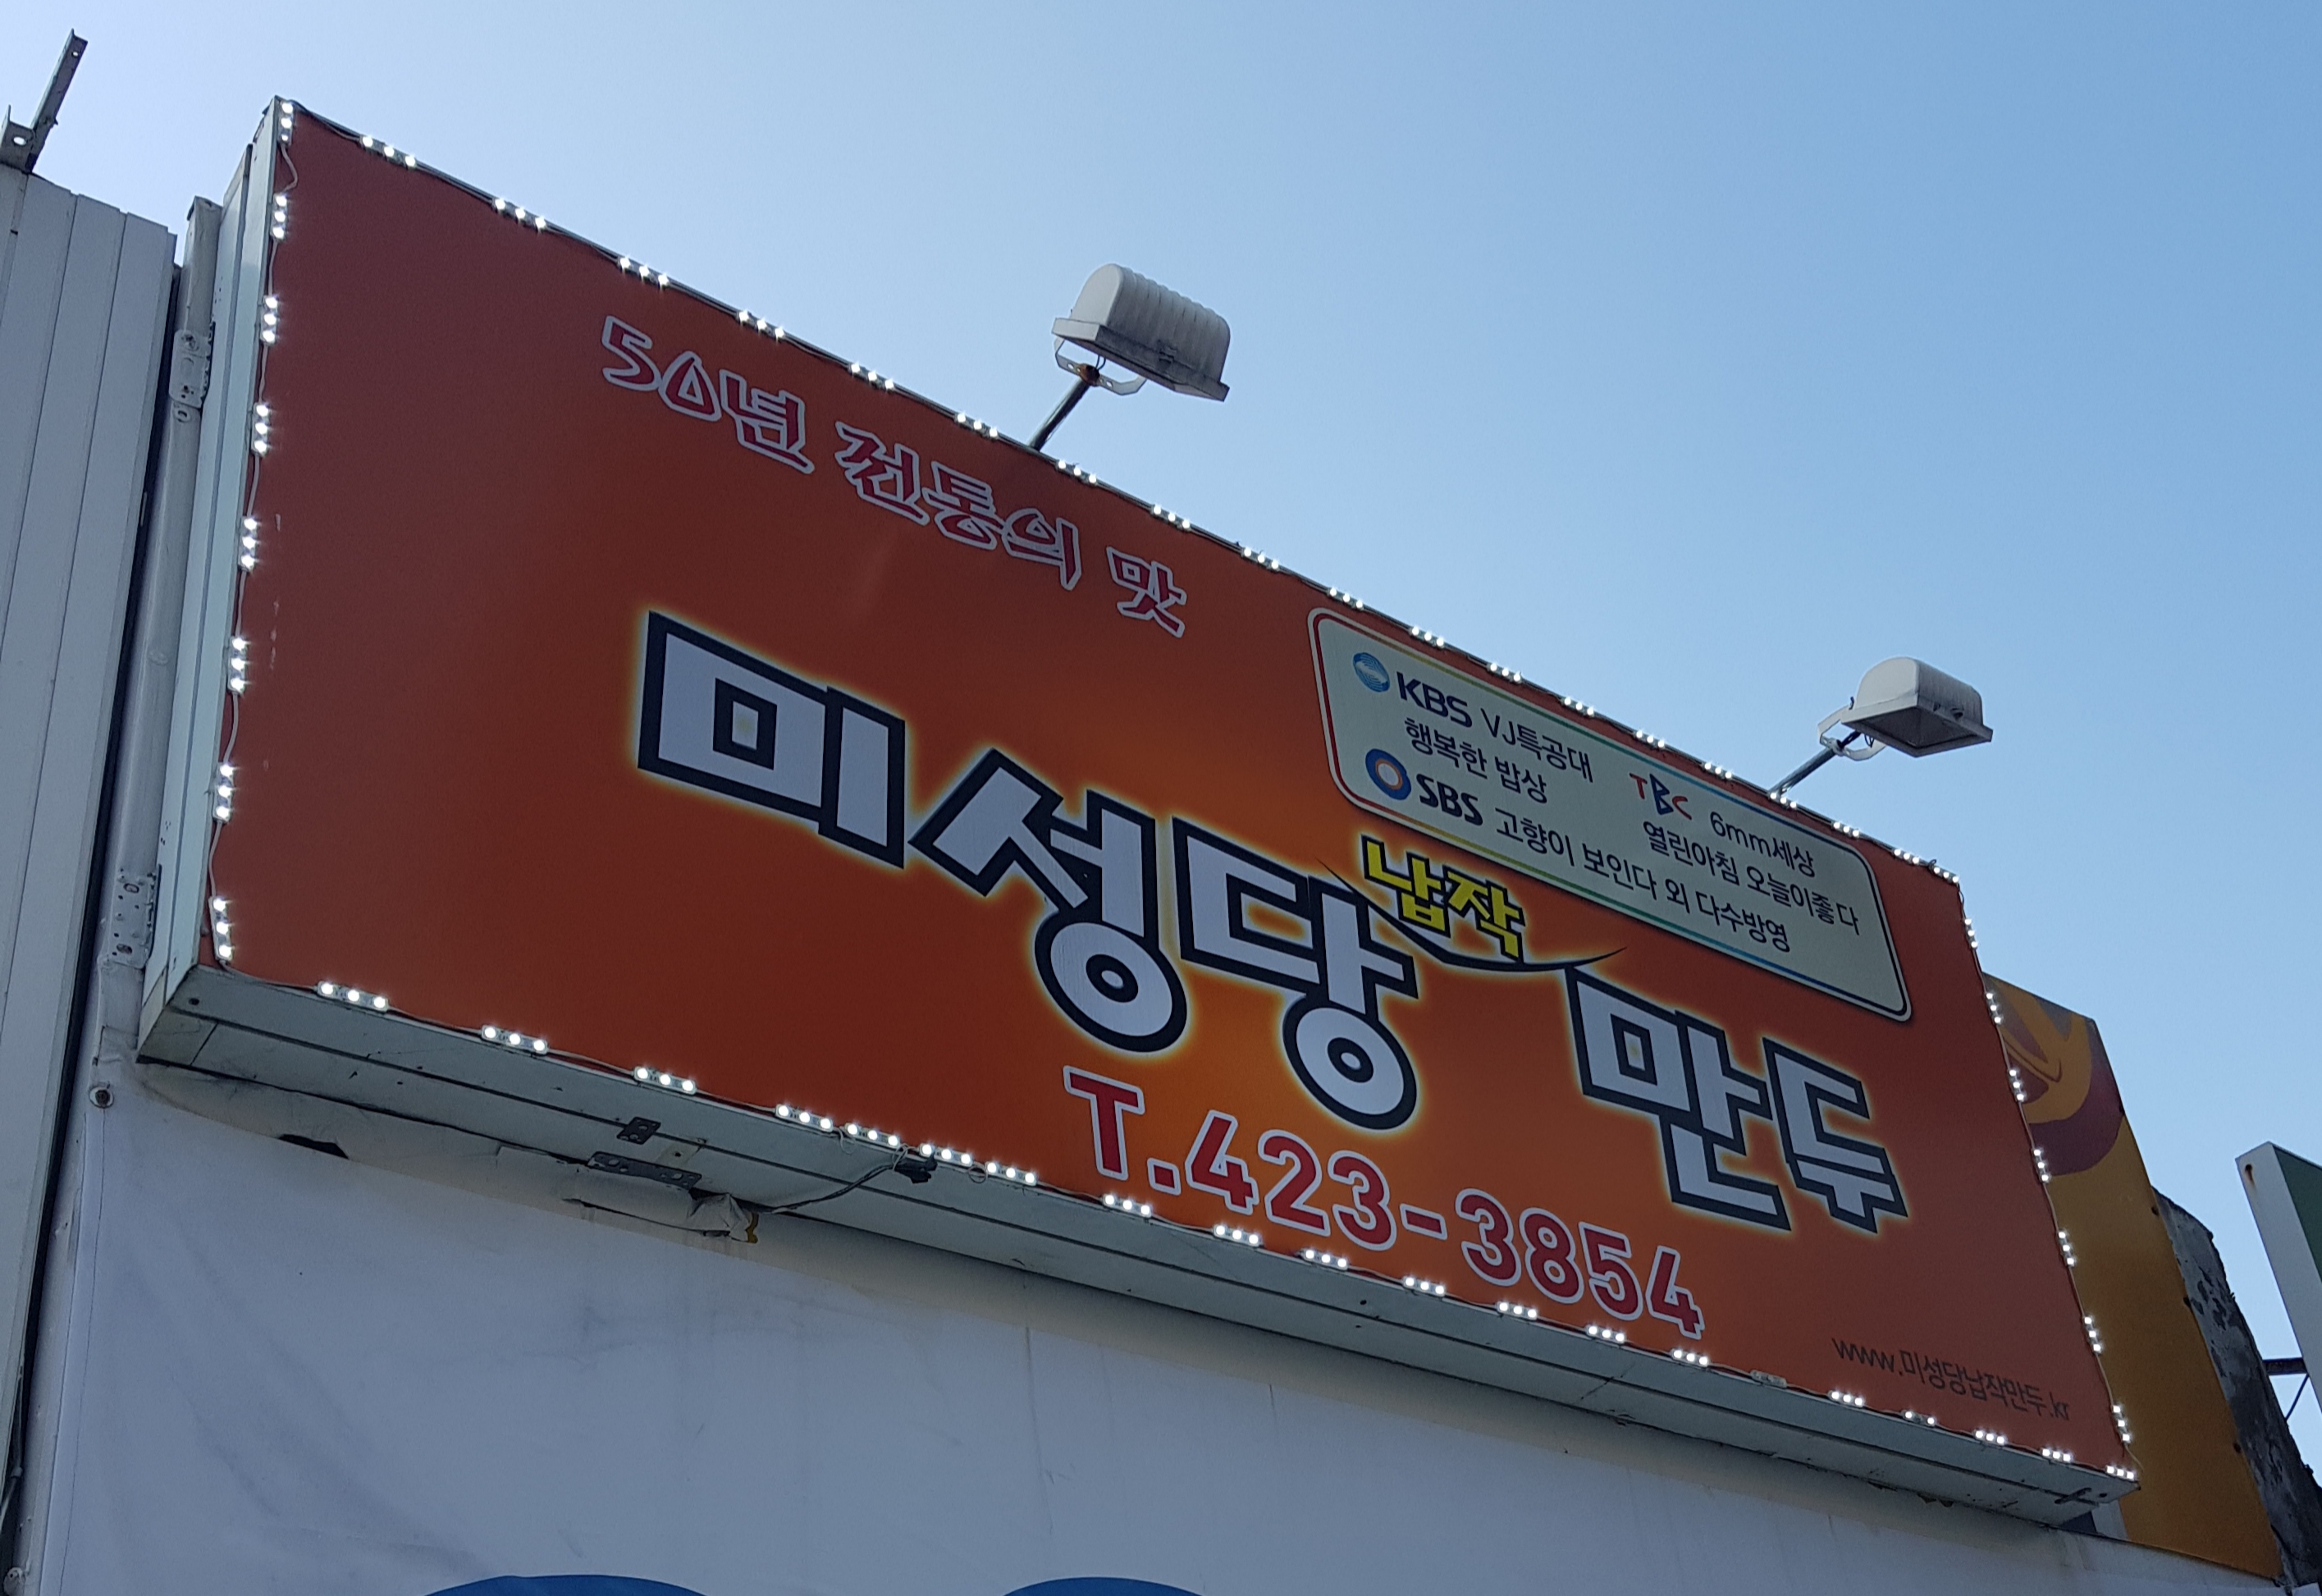 50년 전통의 맛
미성당 납작 만두
KBS VJ특공대
행복한 밥상
SBS 고향이 보인다 외 다수방영
TBC 6mm세상
열린아침 오늘이좋다
T.423-3854
www.미성당납작만두.kr